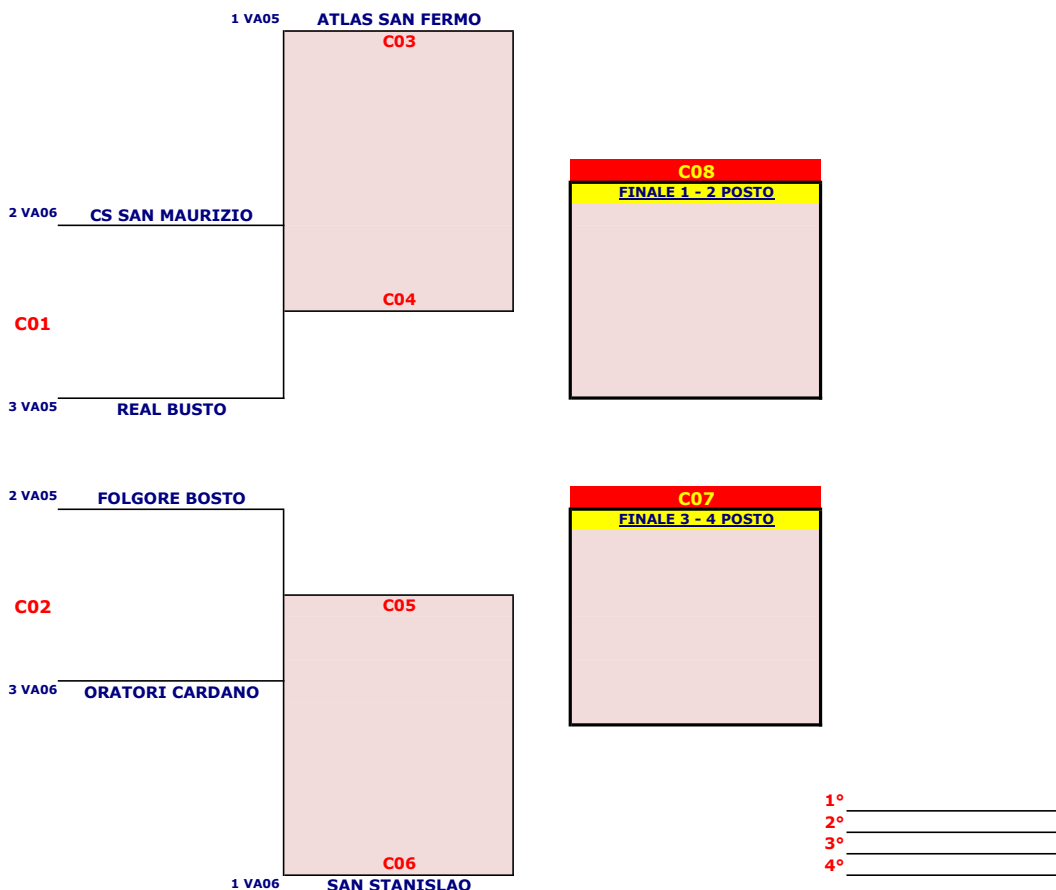 1 VA05 ATLAS SAN FERMO
C03
C08
FINALE 1 - 2 POSTO
2 VA06 CS SAN MAURIZIO
C04
C01
3 VA05 REAL BUSTO
2 VA05 FOLGORE BOSTO
C07
FINALE 3 - 4 POSTO
C02
C05
3 VA06 ORATORI CARDANO
1°
2°
3°
4°
C06
1 VA06 SAN STANISLAO